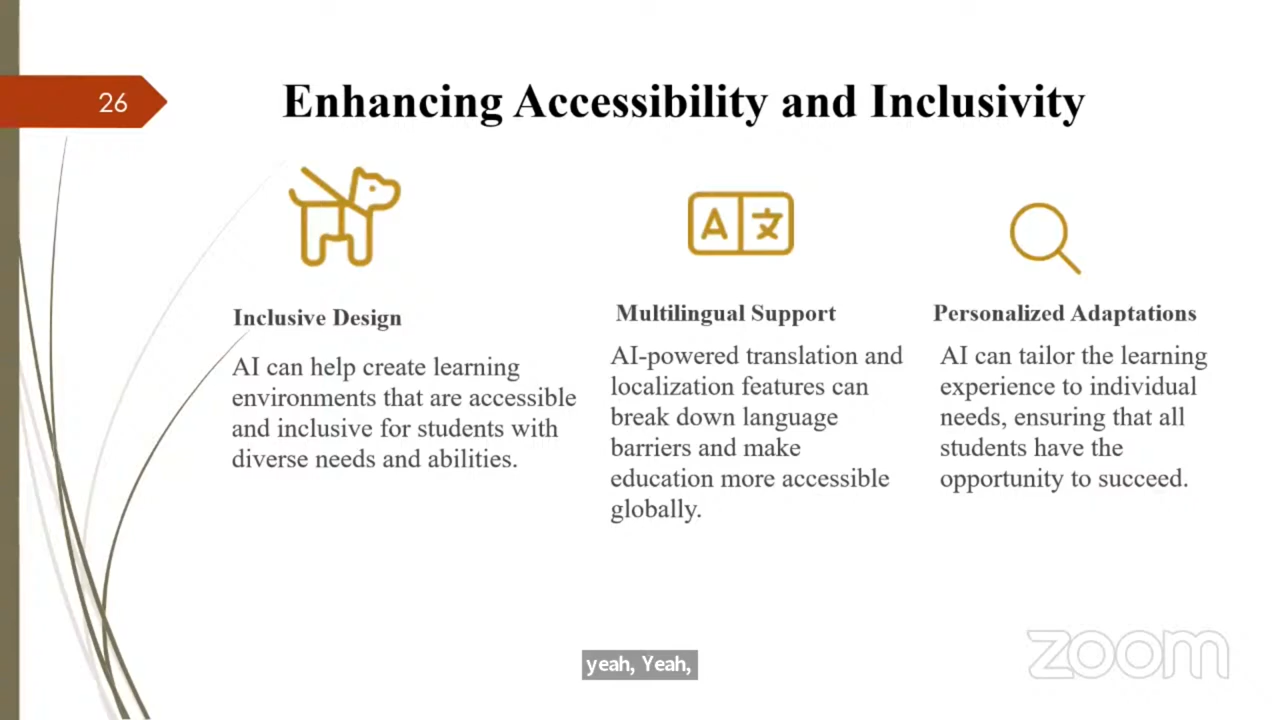 26
Enhancing Accessibility and Inclusivity
A 文
Inclusive Design
AI can help create learning
environments that are accessible
and inclusive for students with
diverse needs and abilities.
Multilingual Support
AI-powered translation and
localization features can
break down language
barriers and make
education more accessible
globally.
Personalized Adaptations
AI can tailor the learning
experience to individual
needs, ensuring that all
students have the
opportunity to succeed.
yeah, Yeah,
zoom